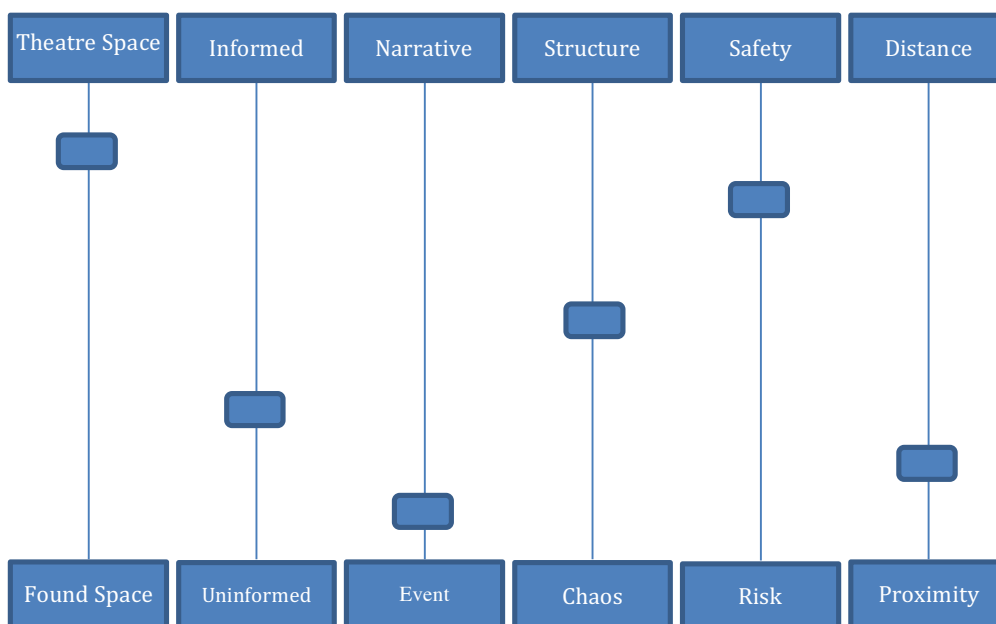 Theatre Space
Informed
Narrative
Structure
Safety
Distance
Found Space
Uninformed
Event
Chaos
Risk
Proximity